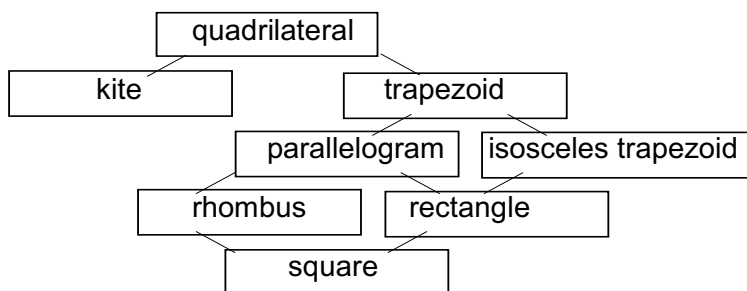 quadrilateral
kite
trapezoid
parallelogram
isosceles trapezoid
rhombus
rectangle
square